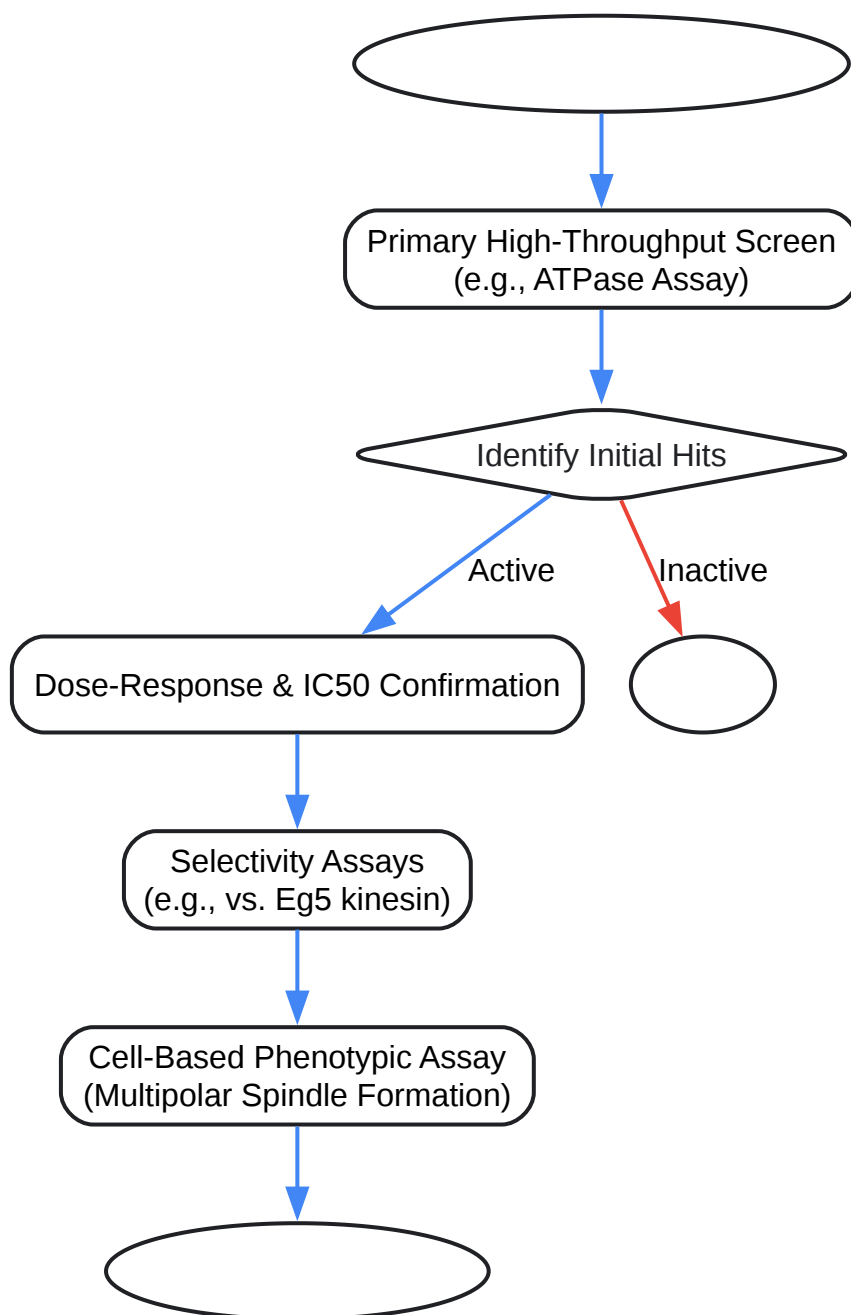 Primary High-Throughput Screen
(e.g., ATPase Assay)
Identify Initial Hits
Active
Inactive
Dose-Response & IC50 Confirmation
Selectivity Assays
(e.g., vs. Eg5 kinesin)
Cell-Based Phenotypic Assay
(Multipolar Spindle Formation)